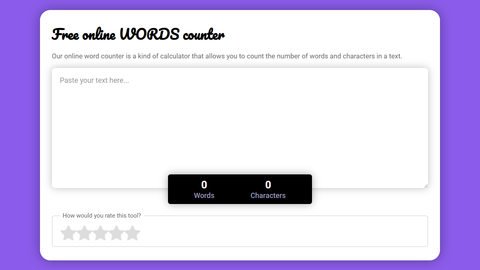 Free online WORDS counter
Our online word counter is a kind of calculator that allows you to count the number of words and characters in a text.
Paste your text here...
0 0
Words Characters
How would you rate this tool?